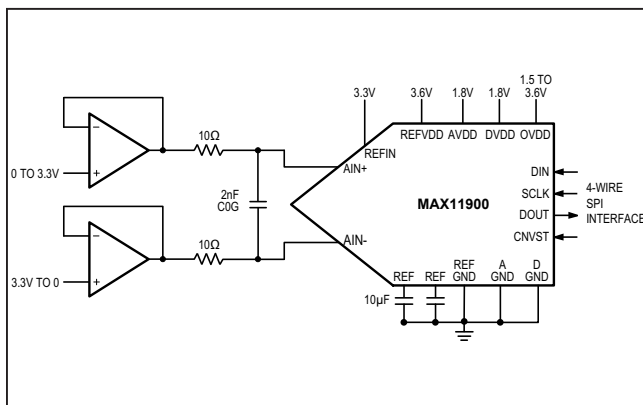 3.3V
3.6V
1.8V
1.8V
1.5 TO
3.6V
REFVDD
AVDD
DVDD
OVDD
REFIN
−
+
0 TO 3.3V
10Ω
AIN+
2nF
C0G
MAX11900
DIN
SCLK
DOUT
CNVST
4-WIRE
SPI
INTERFACE
−
+
3.3V TO 0
10Ω
AIN-
REF
REF
REF
GND
A
GND
D
GND
10µF